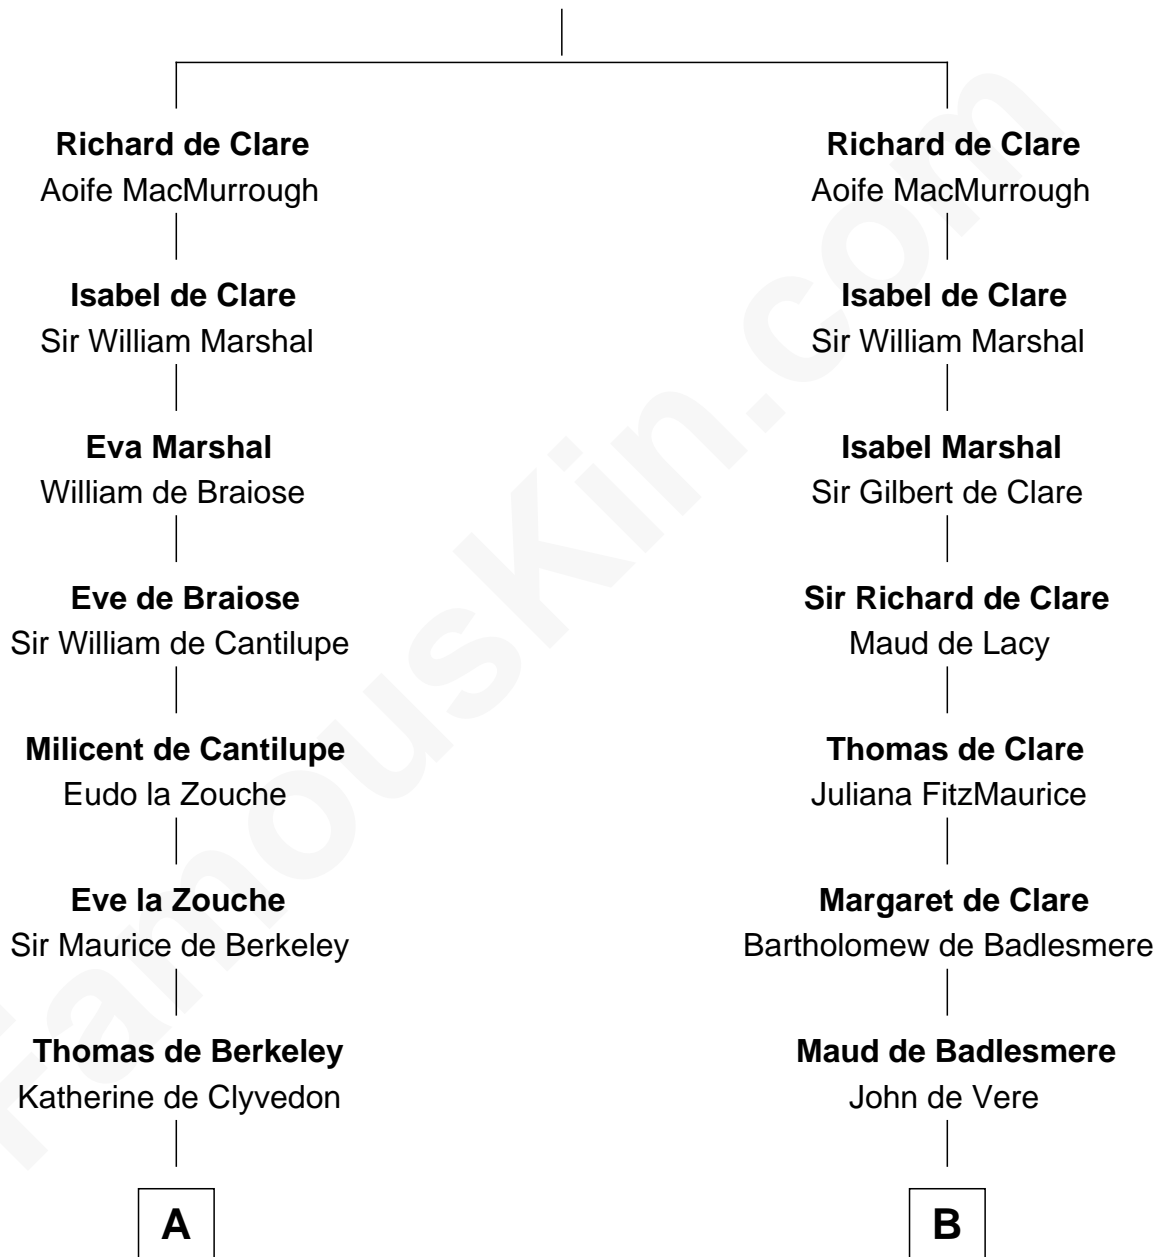 Richard de Clare
Aoife MacMurrough
Isabel de Clare
Sir William Marshal
Eva Marshal
William de Braiose
Eve de Braiose
Sir William de Cantilupe
Milicent de Cantilupe
Eudo la Zouche
Eve la Zouche
Sir Maurice de Berkeley
Thomas de Berkeley
Katherine de Clyvedon
A
Richard de Clare
Aoife MacMurrough
Isabel de Clare
Sir William Marshal
Isabel Marshal
Sir Gilbert de Clare
Sir Richard de Clare
Maud de Lacy
Thomas de Clare
Juliana FitzMaurice
Margaret de Clare
Bartholomew de Badlesmere
Maud de Badlesmere
John de Vere
B
FamousKin.com